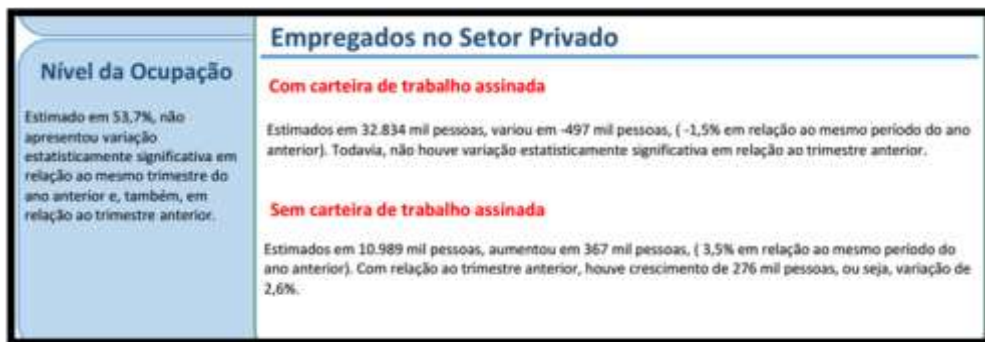 Nível da Ocupação
Estimado em 53,7%, não
apresentou variação
estatisticamente significativa em
relação ao mesmo trimestre do
ano anterior e, também, em
relação ao trimestre anterior.
Empregados no Setor Privado
Com carteira de trabalho assinada
Estimados em 32.834 mil pessoas, variou em -497 mil pessoas, ( -1,5% em relação ao mesmo período do ano
anterior). Todavia, não houve variação estatisticamente significativa em relação ao trimestre anterior.
Sem carteira de trabalho assinada
Estimados em 10.989 mil pessoas, aumentou em 367 mil pessoas, ( 3,5% em relação ao mesmo período do
ano anterior). Com relação ao trimestre anterior, houve crescimento de 276 mil pessoas, ou seja, variação de
2,6%.